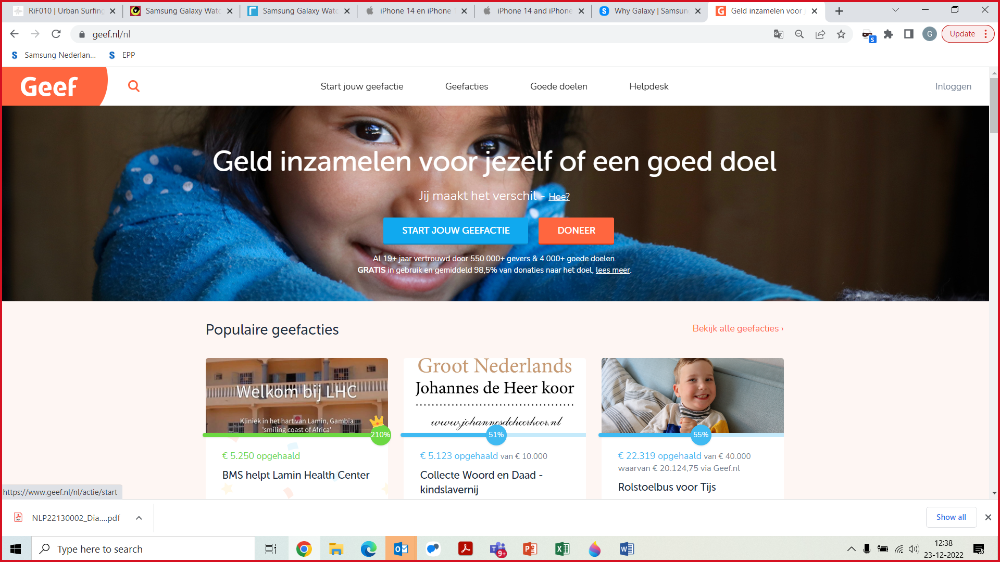 RiF010 | Urban Surfing
Samsung Galaxy Watc
Samsung Galaxy Watc
iPhone 14 en iPhone 1
iPhone 14 and iPhone
Why Galaxy | Samsung
Geld inzamelen voor j
geef.nl/nl
G
Update
Samsung Nederlan...
EPP
Geef
Start jouw geefactie
Geefacties
Goede doelen
Helpdesk
Inloggen
Geld inzamelen voor jezelf of een goed doel
Jij maakt het verschil - Hoe?
START JOUW GEEFACTIE
DONEER
Al 19+ jaar vertrouwd door 550.000+ gevers & 4.000+ goede doelen.
GRATIS in gebruik en gemiddeld 98,5% van donaties naar het doel, lees meer.
Populaire geefacties
Bekijk alle geefacties ›
Welkom bij LHC
Kliniek in het hart van Lamin, Gambia
'smiling coast of Africa'
210%
€ 5.250 opgehaald
BMS helpt Lamin Health Center
Groot Nederlands
Johannes de Heer koor
www.johannesdeheerkoor.nl
51%
€ 5.123 opgehaald van € 10.000
Collecte Woord en Daad -
kindslavernij
55%
€ 22.319 opgehaald van € 40.000
waarvan € 20.124,75 via Geef.nl
Rolstoelbus voor Tijs
https://www.geef.nl/nl/actie/start
NLP22130002_Dia....pdf
Show all
Type here to search
9+
12:38
23-12-2022